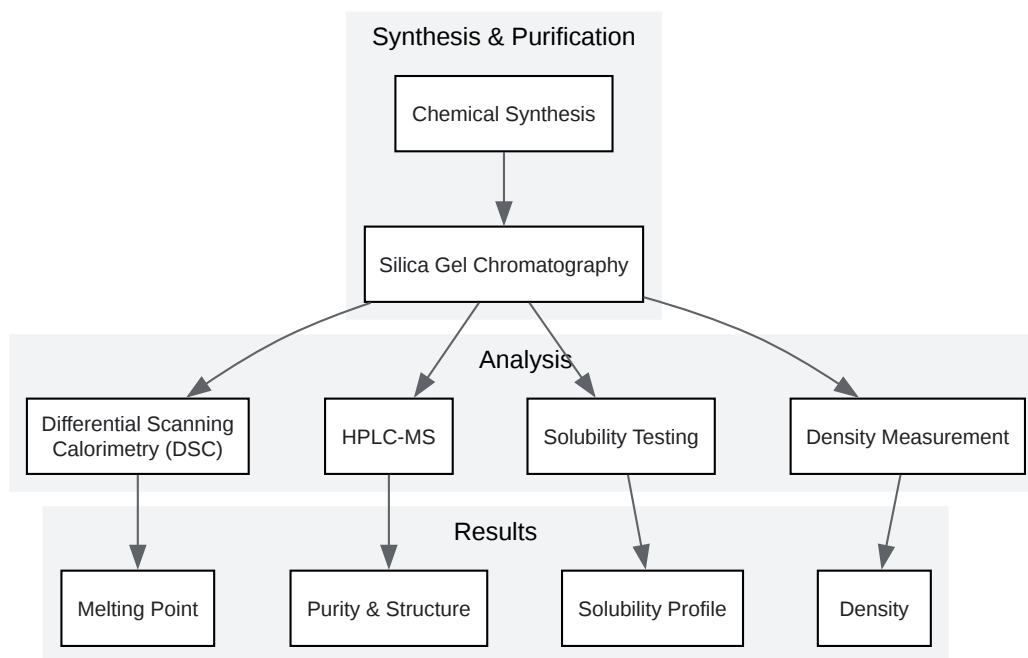 Synthesis & Purification
Chemical Synthesis
Silica Gel Chromatography
Analysis
Differential Scanning
Calorimetry (DSC)
HPLC-MS
Solubility Testing
Density Measurement
Results
Melting Point
Purity & Structure
Solubility Profile
Density